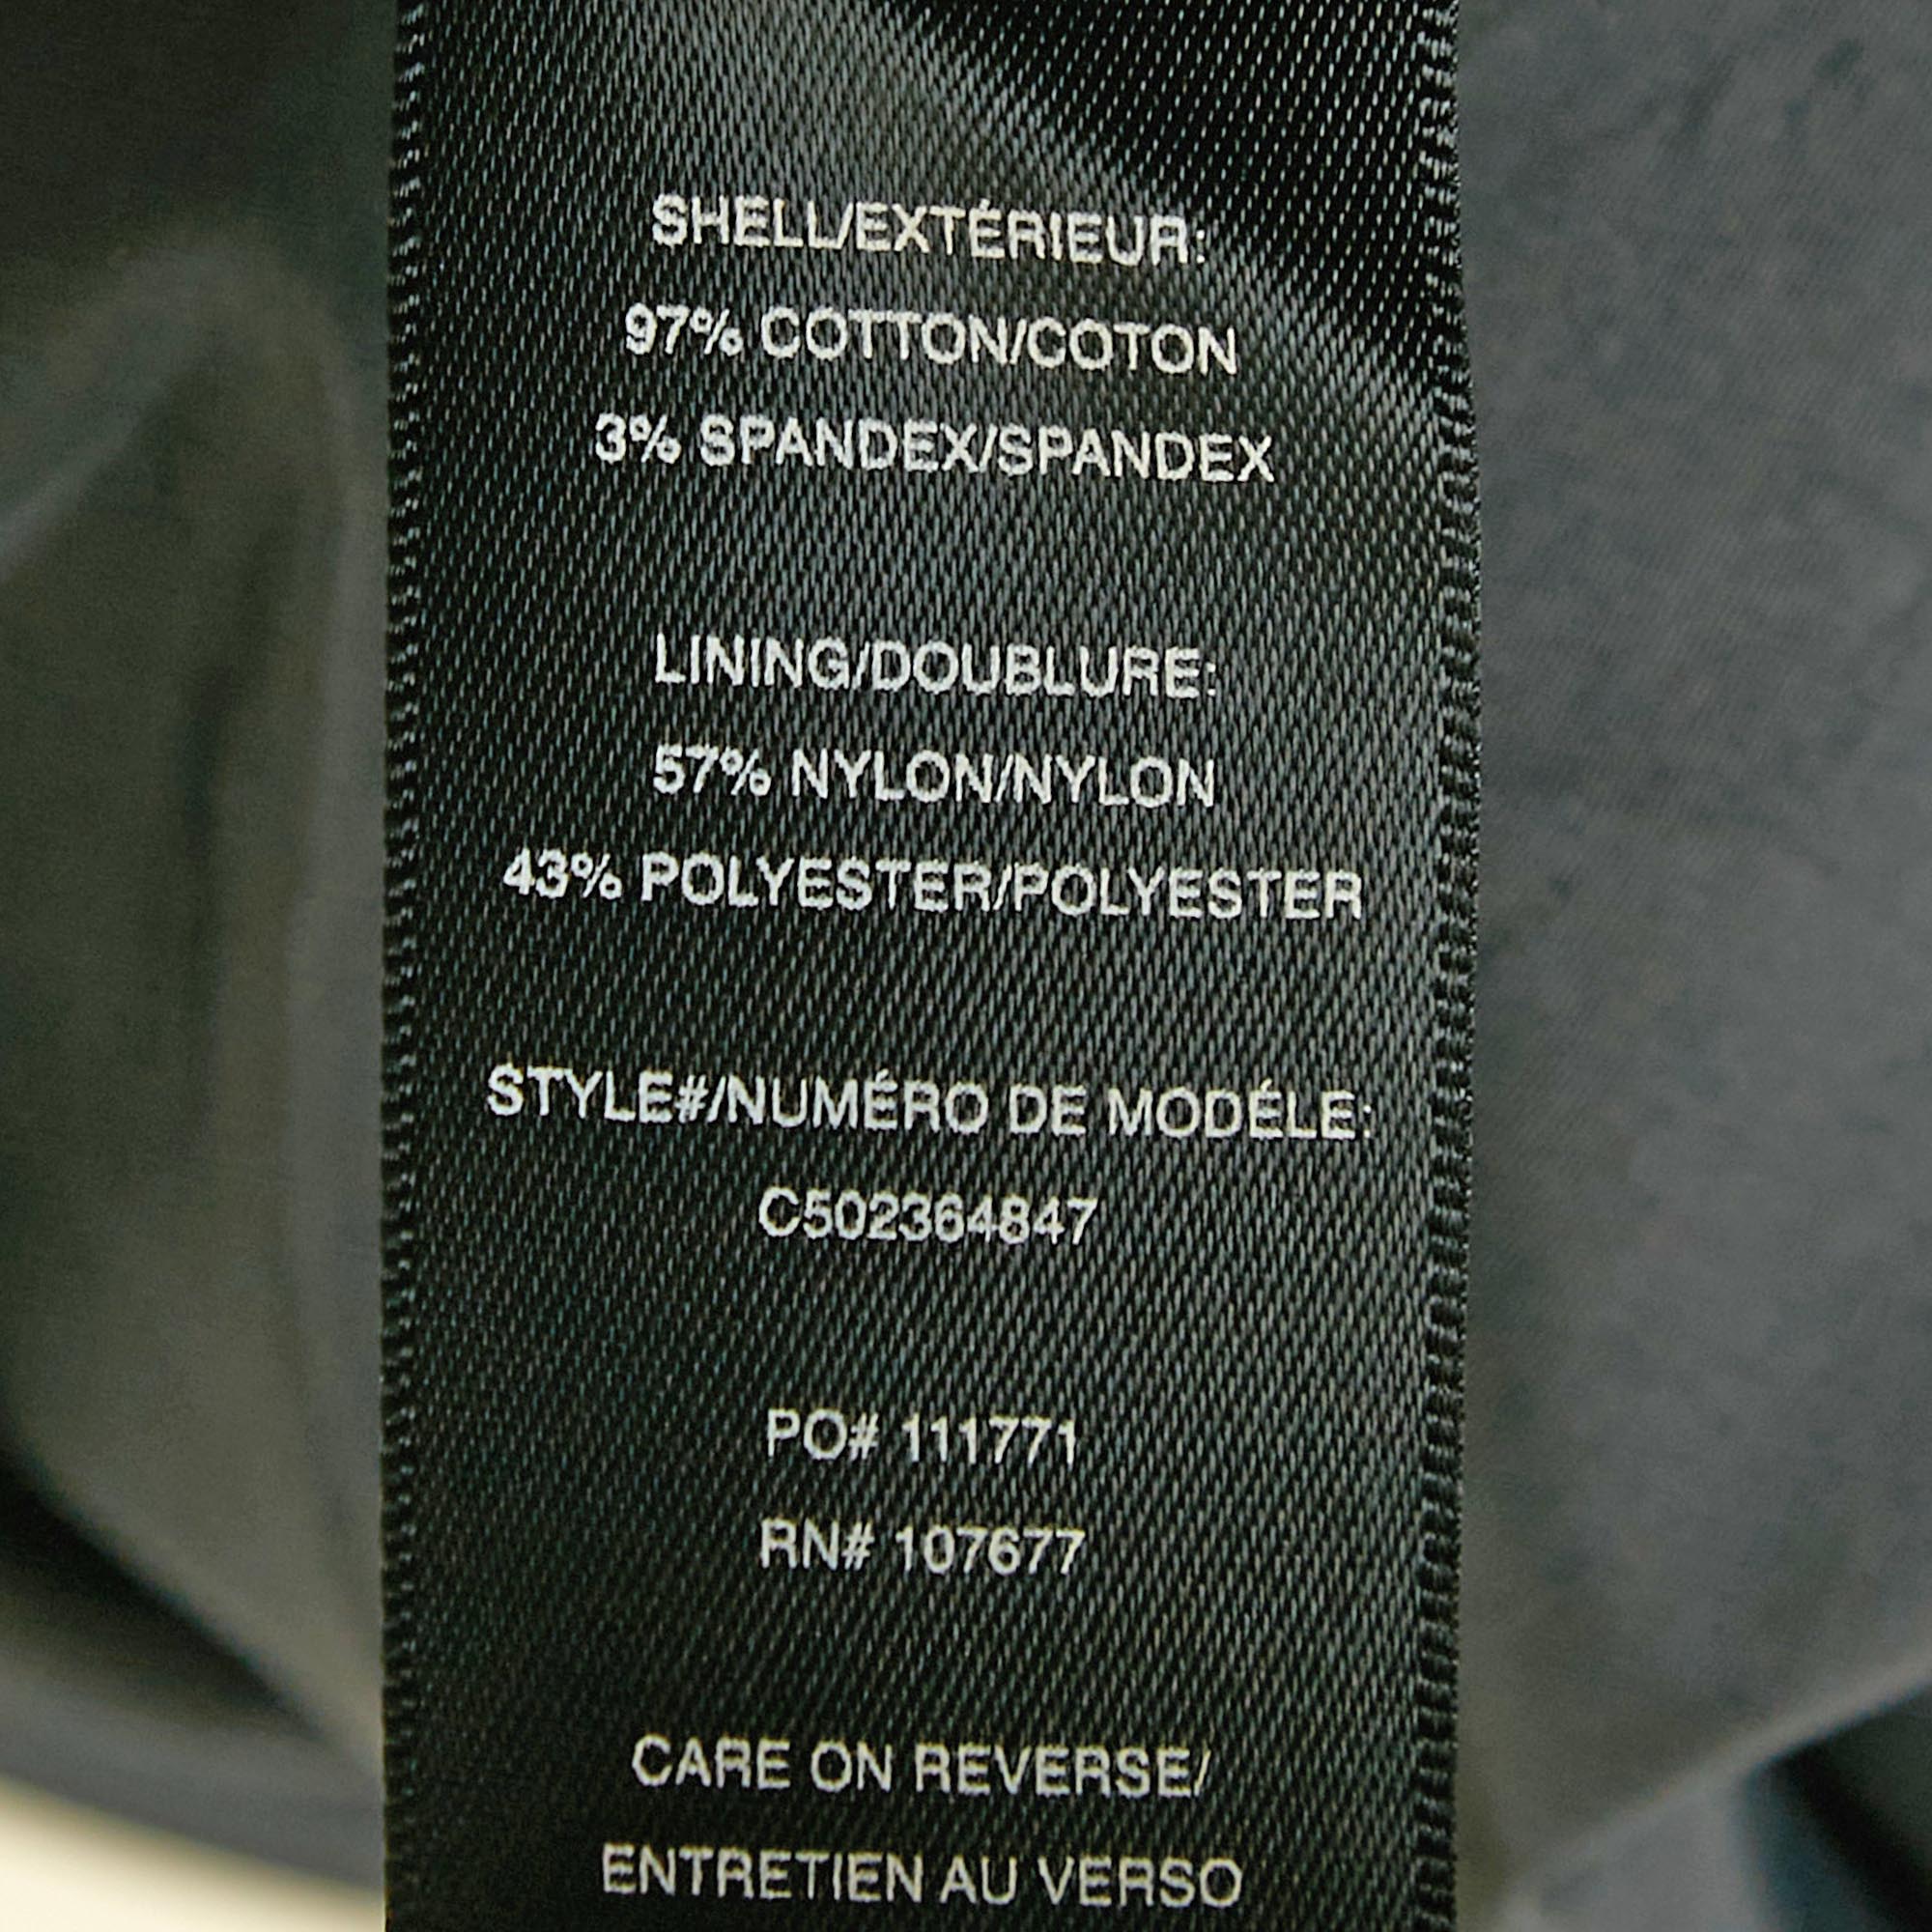 SHELL/EXTÉRIEUR:
97% COTTON/COTON
3% SPANDEX/SPANDEX
LINING/DOUBLURE:
57% NYLON/NYLON
43% POLYESTER/POLYESTER
STYLE#/NUMÉRO DE MODÉLE:
C502364847
PO# 111771
RN# 107677
CARE ON REVERSE/
ENTRETIEN AU VERSO